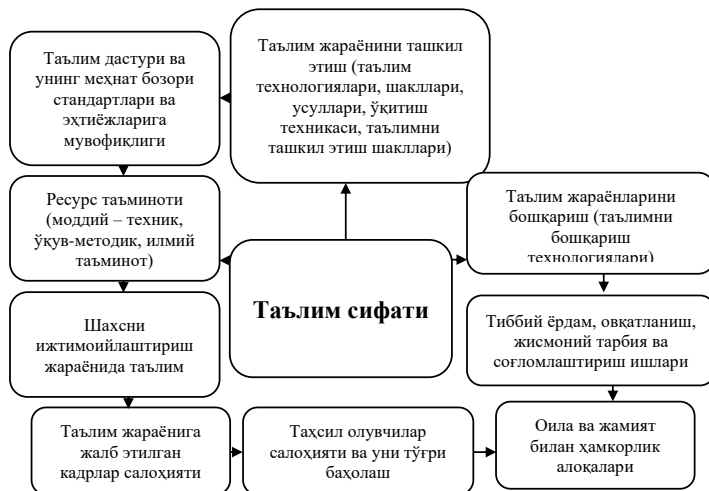 Таълим дастури ва
унинг меҳнат бозори
стандартлари ва
эҳтиёжларига
мувофиқлиги
Таълим жараёнини ташкил
этиш (таълим
технологиялари, шакллари,
усуллари, ўқитиш
техникаси, таълимни
ташкил этиш шакллари)
Ресурс таъминоти
(моддий – техник,
ўқув-методик, илмий
таъминот)
Таълим жараёнларини
бошқариш (таълимни
бошқариш
технологиялари)
Таълим сифати
Шахсни
ижтимоийлаштириш
жараёнида таълим
Тиббий ёрдам, овқатланиш,
жисмоний тарбия ва
соғломлаштириш ишлари
Таълим жараёнига
жалб этилган
кадрлар салоҳияти
Таҳсил олувчилар
салоҳияти ва уни тўғри
баҳолаш
Оила ва жамият
билан ҳамкорлик
алоқалари